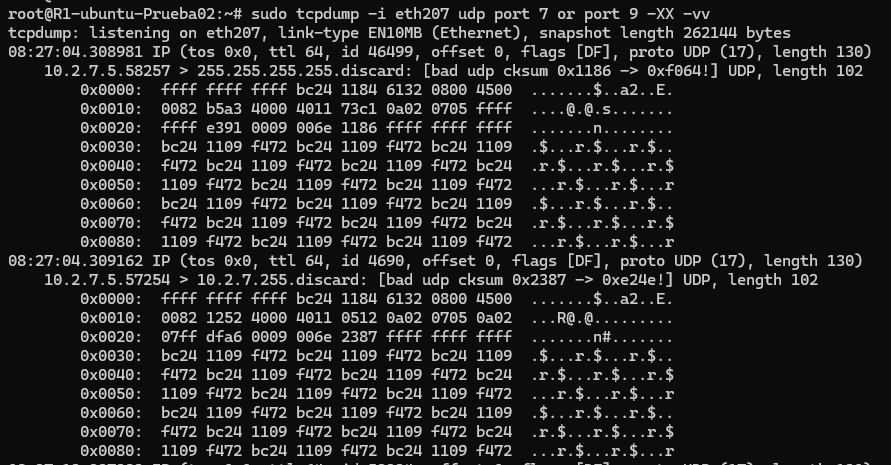 root@R1-ubuntu-Prueba02:~# sudo tcpdump -i eth207 udp port 7 or port 9 -XX -vv
tcpdump: listening on eth207, link-type EN10MB (Ethernet), snapshot length 262144 bytes
08:27:04.308981 IP (tos 0x0, ttl 64, id 46499, offset 0, flags [DF], proto UDP (17), length 130)
    10.2.7.5.58257 > 255.255.255.255.discard: [bad udp cksum 0x1186 -> 0xf064!] UDP, length 102
        0x0000:  ffff ffff ffff bc24 1184 6132 0800 4500  .......$..a2..E.
        0x0010:  0082 b5a3 4000 4011 73c1 0a02 0705 ffff  ....@.@.s.......
        0x0020:  ffff e391 0009 006e 1186 ffff ffff ffff  .......n........
        0x0030:  bc24 1109 f472 bc24 1109 f472 bc24 1109  .$...r.$...r.$..
        0x0040:  f472 bc24 1109 f472 bc24 1109 f472 bc24  .r.$...r.$...r.$
        0x0050:  1109 f472 bc24 1109 f472 bc24 1109 f472  ...r.$...r.$...r
        0x0060:  bc24 1109 f472 bc24 1109 f472 bc24 1109  .$...r.$...r.$..
        0x0070:  f472 bc24 1109 f472 bc24 1109 f472 bc24  .r.$...r.$...r.$
        0x0080:  1109 f472 bc24 1109 f472 bc24 1109 f472  ...r.$...r.$...r
08:27:04.309162 IP (tos 0x0, ttl 64, id 4690, offset 0, flags [DF], proto UDP (17), length 130)
    10.2.7.5.57254 > 10.2.7.255.discard: [bad udp cksum 0x2387 -> 0xe24e!] UDP, length 102
        0x0000:  ffff ffff ffff bc24 1184 6132 0800 4500  .......$..a2..E.
        0x0010:  0082 1252 4000 4011 0512 0a02 0705 0a02  ...R@.@.........
        0x0020:  07ff dfa6 0009 006e 2387 ffff ffff ffff  .......n#.......
        0x0030:  bc24 1109 f472 bc24 1109 f472 bc24 1109  .$...r.$...r.$..
        0x0040:  f472 bc24 1109 f472 bc24 1109 f472 bc24  .r.$...r.$...r.$
        0x0050:  1109 f472 bc24 1109 f472 bc24 1109 f472  ...r.$...r.$...r
        0x0060:  bc24 1109 f472 bc24 1109 f472 bc24 1109  .$...r.$...r.$..
        0x0070:  f472 bc24 1109 f472 bc24 1109 f472 bc24  .r.$...r.$...r.$
        0x0080:  1109 f472 bc24 1109 f472 bc24 1109 f472  ...r.$...r.$...r